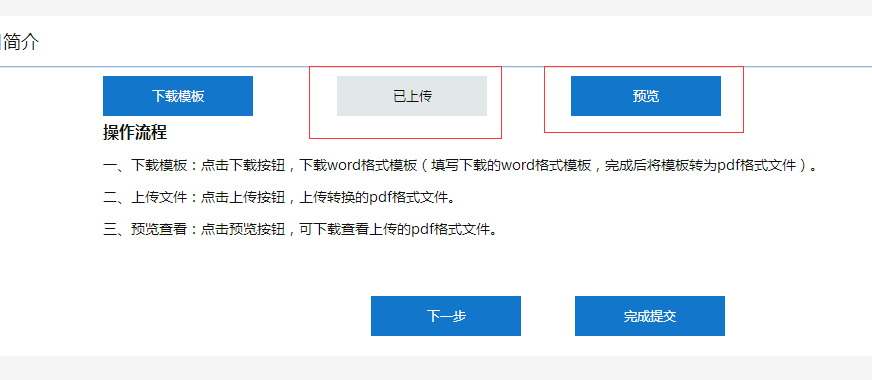 简介
下载模板 已上传 预览
操作流程
一、下载模板：点击下载按钮，下载word格式模板（填写下载的word格式模板，完成后将模板转为pdf格式文件）。
二、上传文件：点击上传按钮，上传转换的pdf格式文件。
三、预览查看：点击预览按钮，可下载查看上传的pdf格式文件。
下一步 完成提交